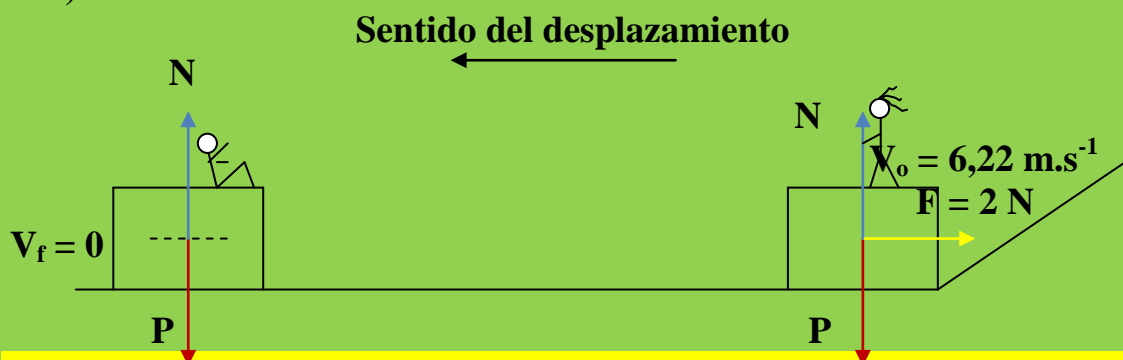 Sentido del desplazamiento
N
N
Vo = 6,22 m.s-1
F = 2 N
Vf = 0
P
P